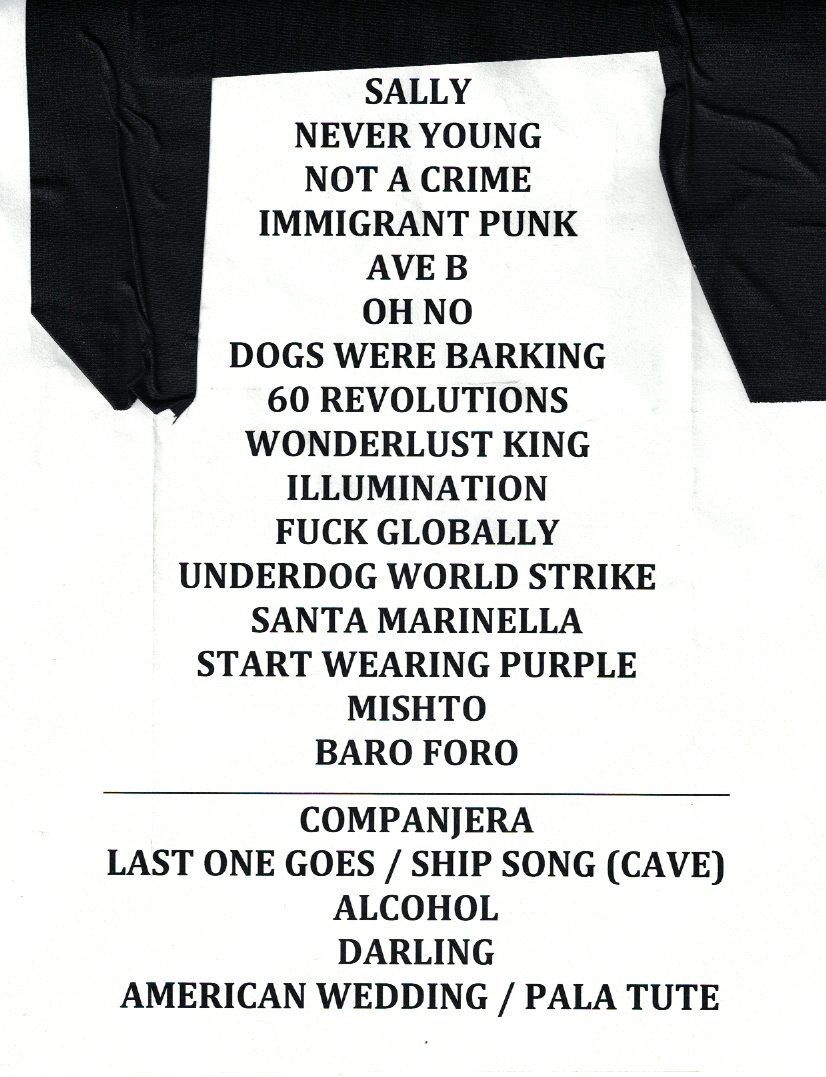 SALLY
NEVER YOUNG
NOT A CRIME
IMMIGRANT PUNK
AVE B
OH NO
DOGS WERE BARKING
60 REVOLUTIONS
WONDERLUST KING
ILLUMINATION
FUCK GLOBALLY
UNDERDOG WORLD STRIKE
SANTA MARINELLA
START WEARING PURPLE
MISHTO
BARO FORO
COMPANJERA
LAST ONE GOES / SHIP SONG (CAVE)
ALCOHOL
DARLING
AMERICAN WEDDING / PALA TUTE